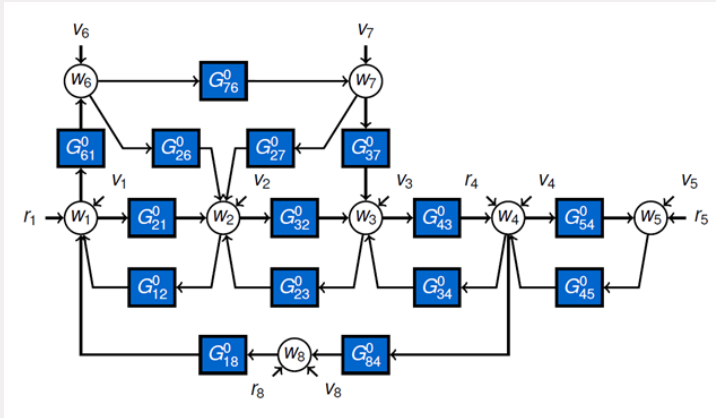 v6 v7
w6 G⁰76 w7
G⁰61 G⁰26 G⁰27 G⁰37
v1 v2 v3 r4 v4 v5
r1 w1 G⁰21 w2 G⁰32 w3 G⁰43 w4 G⁰54 w5 r5
G⁰12 G⁰23 G⁰34 G⁰45
G⁰18 w8 G⁰84
r8 v8